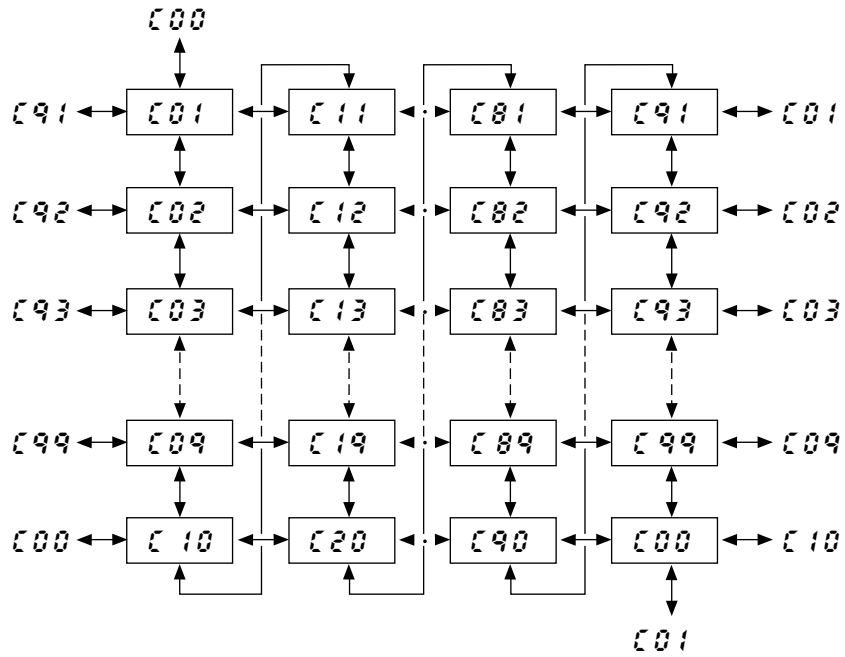 C00
C91 C01 C11 C81 C91 C01
C92 C02 C12 C82 C92 C02
C93 C03 C13 C83 C93 C03
C99 C09 C19 C89 C99 C09
C00 C10 C20 C90 C00 C10
C01